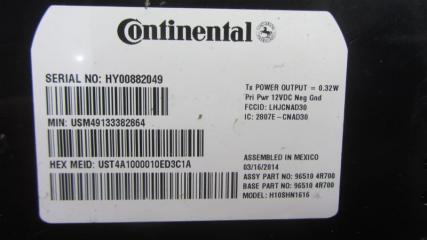 Continental
SERIAL NO: HY00882049
MIN: USM49133382864
HEX MEID: UST4A1000010ED3C1A
Tx POWER OUTPUT = 0.32W
Pri Pwr 12VDC Neg Gnd
FCCID: LHJCNAD30
IC: 2807E-CNAD30
ASSEMBLED IN MEXICO
03/16/2014
ASSY PART NO: 96510 4R700
BASE PART NO: 96510 4R700
MODEL: H10SHN1616